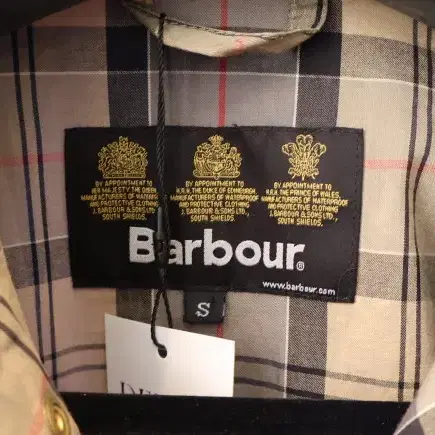 BY APPOINTMENT TO
HER MAJESTY THE QUEEN
MANUFACTURERS OF WATERPROOF
AND PROTECTIVE CLOTHING
J. BARBOUR & SONS LTD.
SOUTH SHIELDS.
BY APPOINTMENT TO
H.R.H. THE DUKE OF EDINBURGH.
MANUFACTURERS OF WATERPROOF
AND PROTECTIVE CLOTHING
J. BARBOUR & SONS LTD.
SOUTH SHIELDS.
BY APPOINTMENT TO
H.R.H. THE PRINCE OF WALES.
MANUFACTURERS OF WATERPROOF
AND PROTECTIVE CLOTHING
J. BARBOUR & SONS LTD.
SOUTH SHIELDS.
Barbour®
www.barbour.com
S